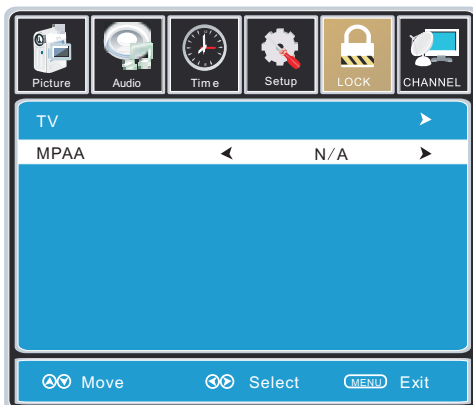 Picture Audio Time Setup LOCK CHANNEL
TV
MPAA N/A
Move Select MENU Exit